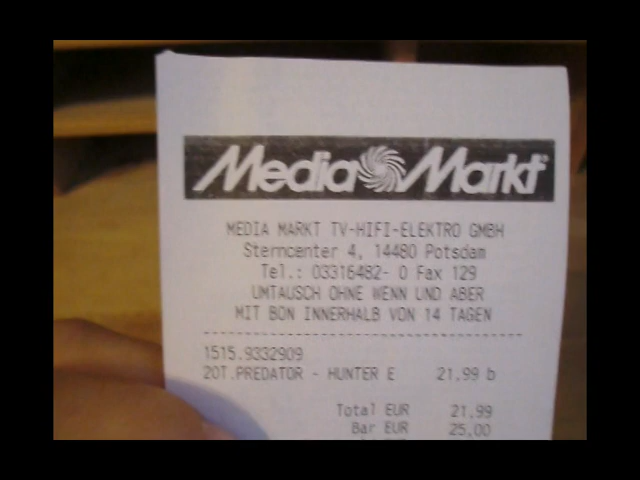 Media Markt
MEDIA MARKT TV-HIFI-ELEKTRO GMBH
Sterncenter 4, 14480 Potsdam
Tel.: 03316482- 0 Fax 129
UMTAUSCH OHNE WENN UND ABER
MIT BON INNERHALB VON 14 TAGEN
1515.9332909
20T.PREDATOR - HUNTER E 21.99 b
Total EUR 21.99
Bar EUR 25.00